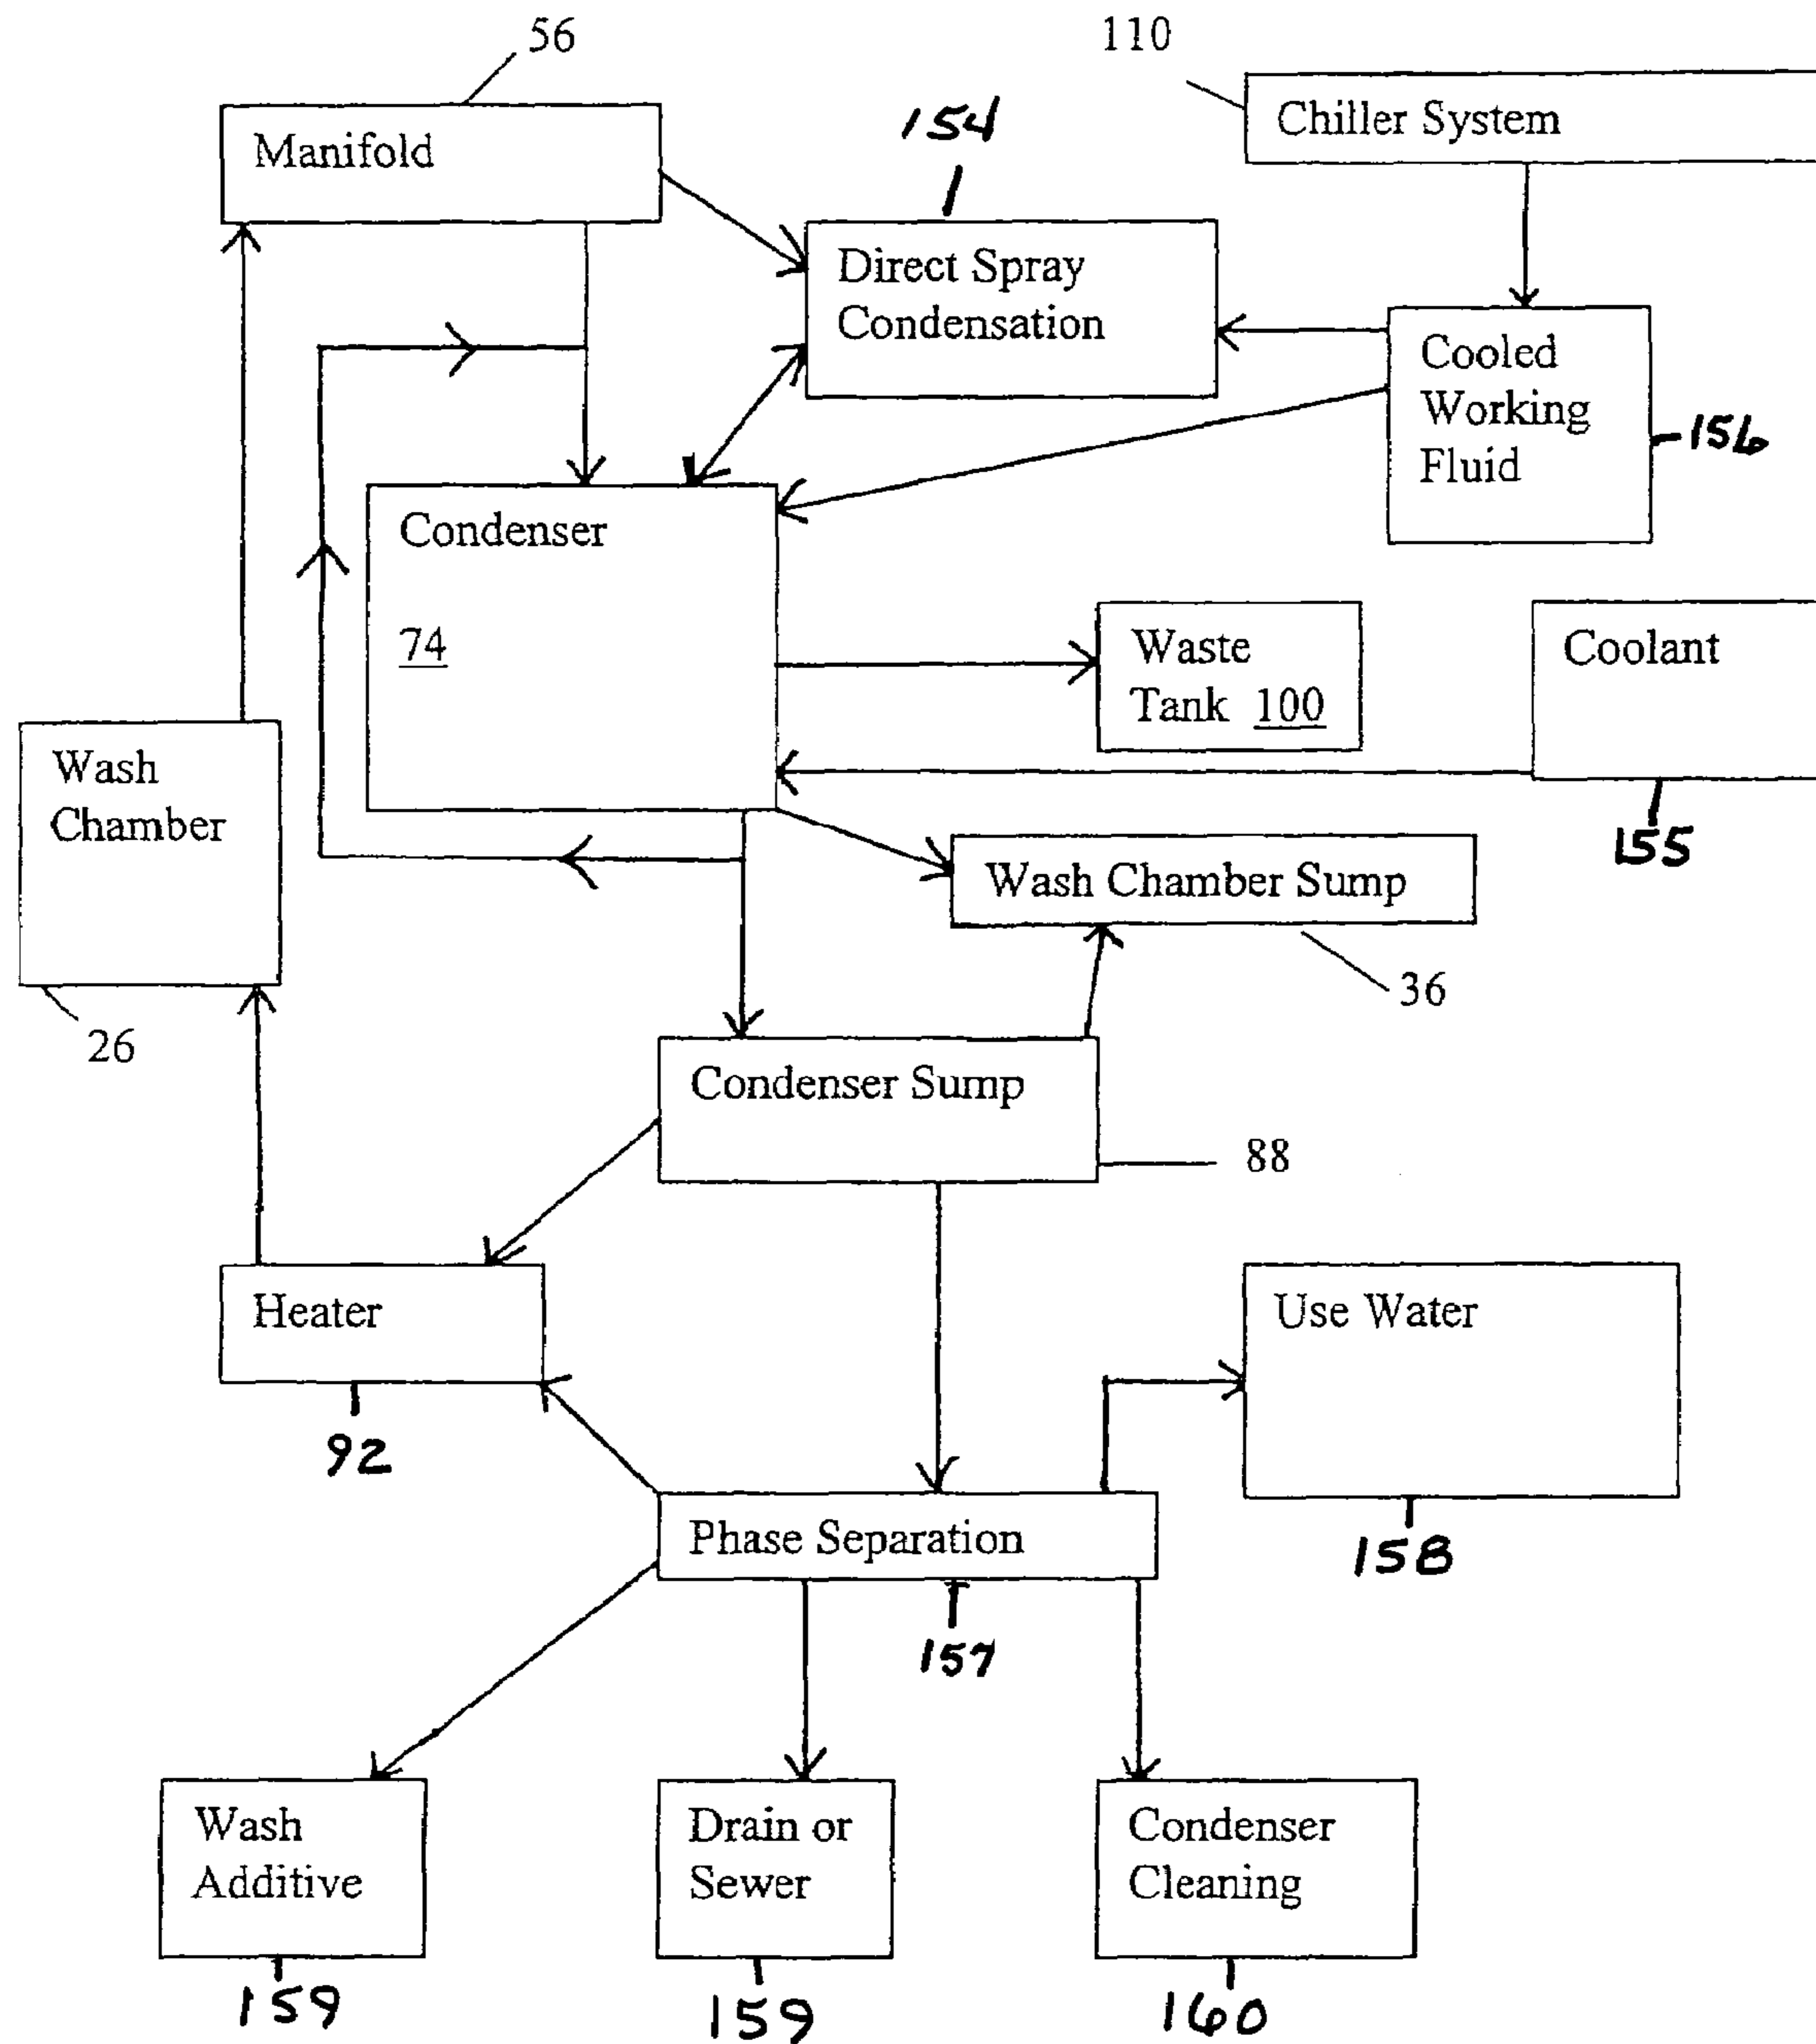 56
110
Manifold
154
Chiller System
Direct Spray
Condensation
Cooled
Working
Fluid
156
Condenser
74
Waste
Tank 100
Coolant
155
Wash
Chamber
26
Wash Chamber Sump
36
Condenser Sump
88
Heater
92
Use Water
158
Phase Separation
157
Wash
Additive
159
Drain or
Sewer
159
Condenser
Cleaning
160